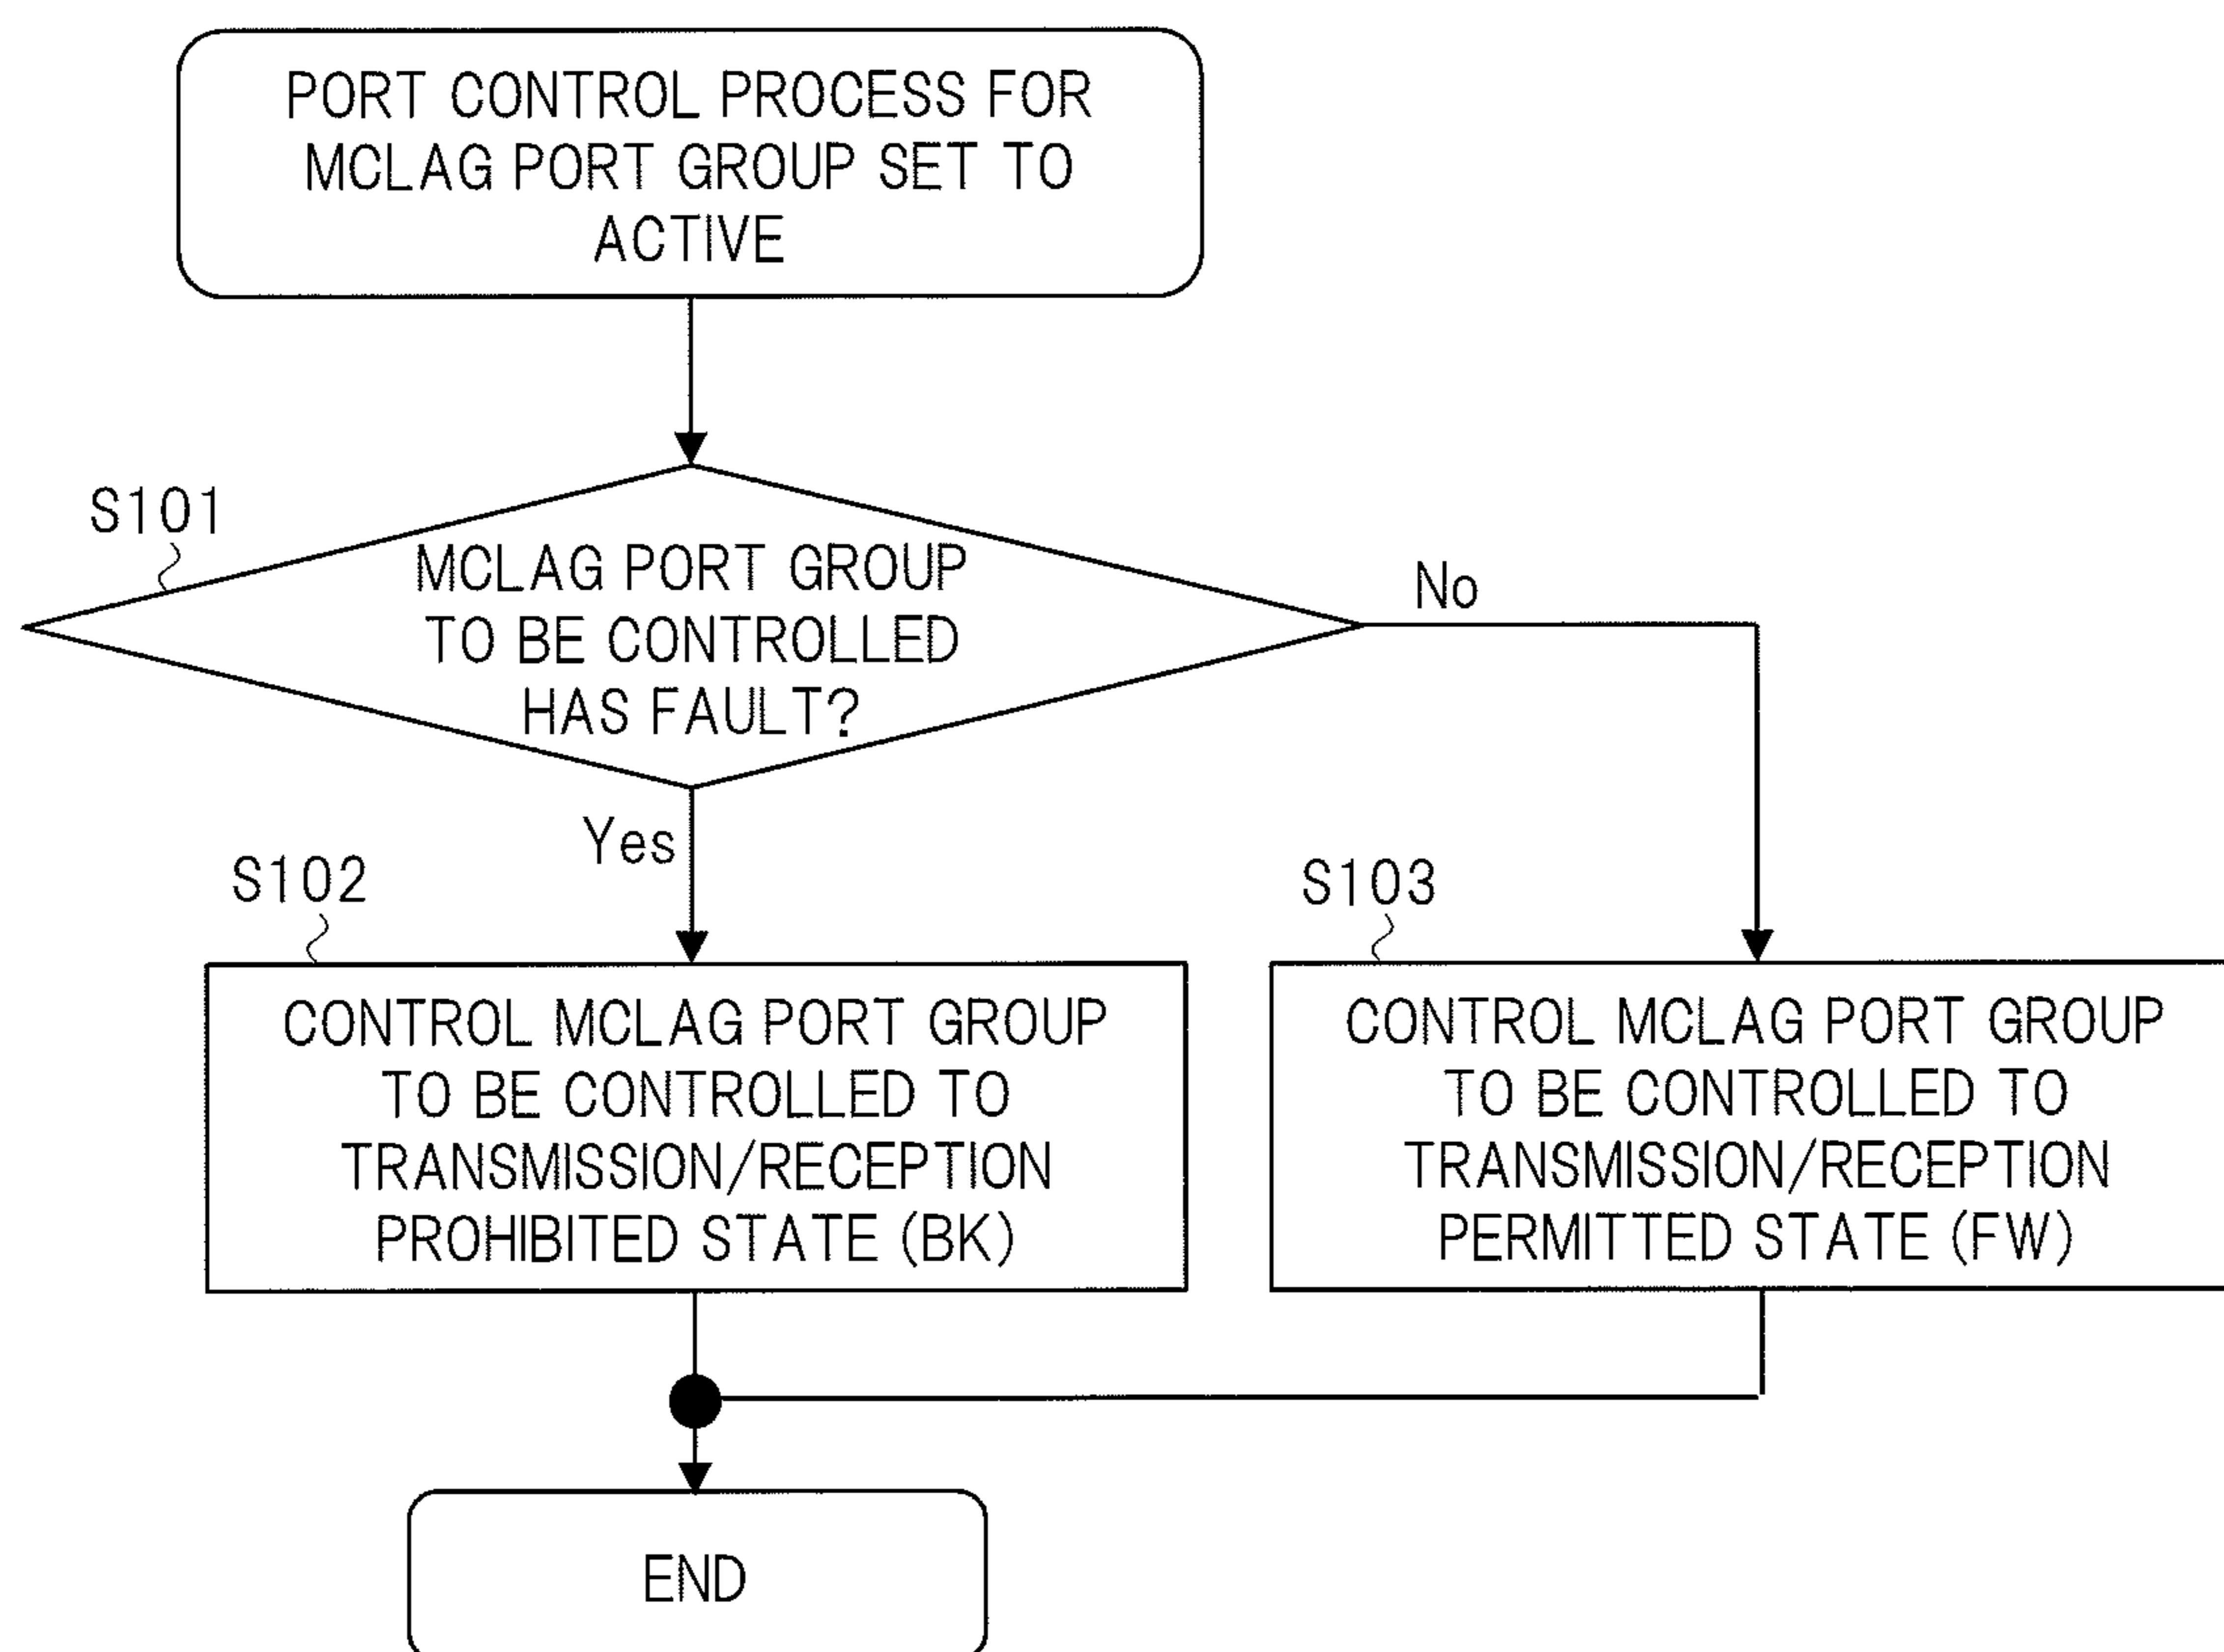 PORT CONTROL PROCESS FOR
MCLAG PORT GROUP SET TO
ACTIVE
S101
MCLAG PORT GROUP
TO BE CONTROLLED
HAS FAULT?
No
Yes
S102
CONTROL MCLAG PORT GROUP
TO BE CONTROLLED TO
TRANSMISSION/RECEPTION
PROHIBITED STATE (BK)
S103
CONTROL MCLAG PORT GROUP
TO BE CONTROLLED TO
TRANSMISSION/RECEPTION
PERMITTED STATE (FW)
END